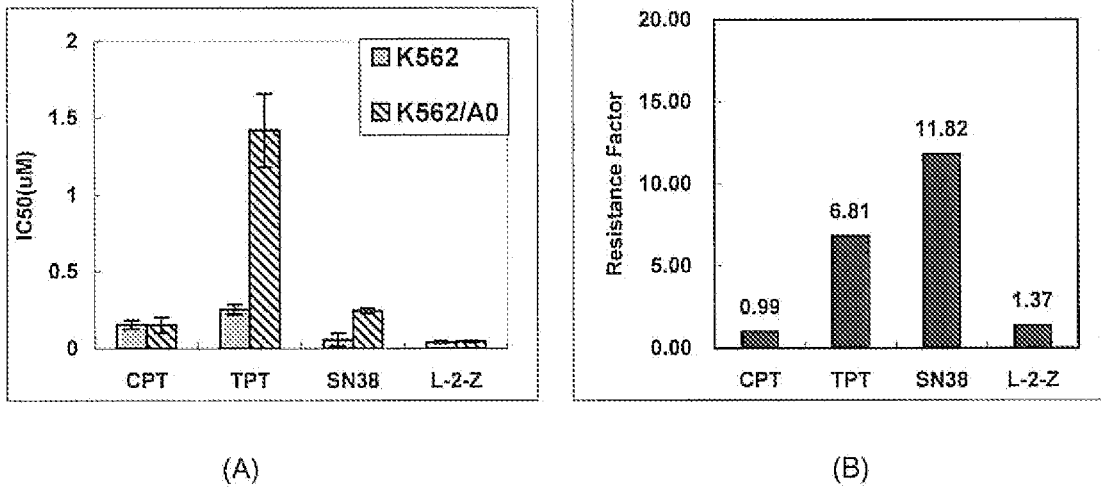 2
1.5
1
0.5
0
IC50(uM)
K562
K562/A0
CPT TPT SN38 L-2-Z
(A)
20.00
15.00
10.00
5.00
0.00
Resistance Factor
0.99
6.81
11.82
1.37
CPT TPT SN38 L-2-Z
(B)